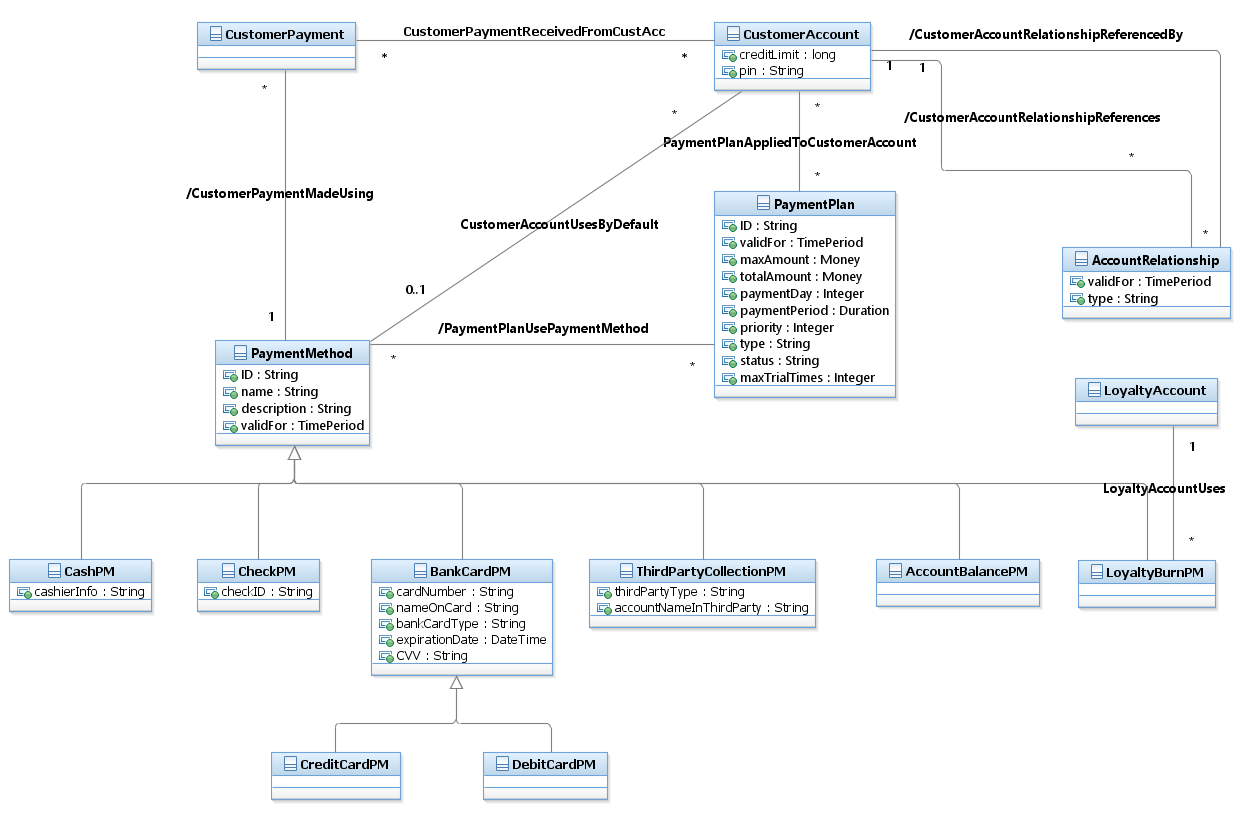 CustomerPayment
CustomerPaymentReceivedFromCustAcc
*
*
CustomerAccount
creditLimit : long
pin : String
/CustomerAccountRelationshipReferencedBy
1
1
*
*
*
/CustomerAccountRelationshipReferences
PaymentPlanAppliedToCustomerAccount
*
*
/CustomerPaymentMadeUsing
*
PaymentPlan
ID : String
validFor : TimePeriod
maxAmount : Money
totalAmount : Money
paymentDay : Integer
paymentPeriod : Duration
priority : Integer
type : String
status : String
maxTrialTimes : Integer
CustomerAccountUsesByDefault
*
AccountRelationship
validFor : TimePeriod
type : String
0..1
1
/PaymentPlanUsePaymentMethod
*
*
PaymentMethod
ID : String
name : String
description : String
validFor : TimePeriod
LoyaltyAccount
1
LoyaltyAccountUses
*
CashPM
cashierInfo : String
CheckPM
checkID : String
BankCardPM
cardNumber : String
nameOnCard : String
bankCardType : String
expirationDate : DateTime
CVV : String
ThirdPartyCollectionPM
thirdPartyType : String
accountNameInThirdParty : String
AccountBalancePM
LoyaltyBurnPM
CreditCardPM
DebitCardPM